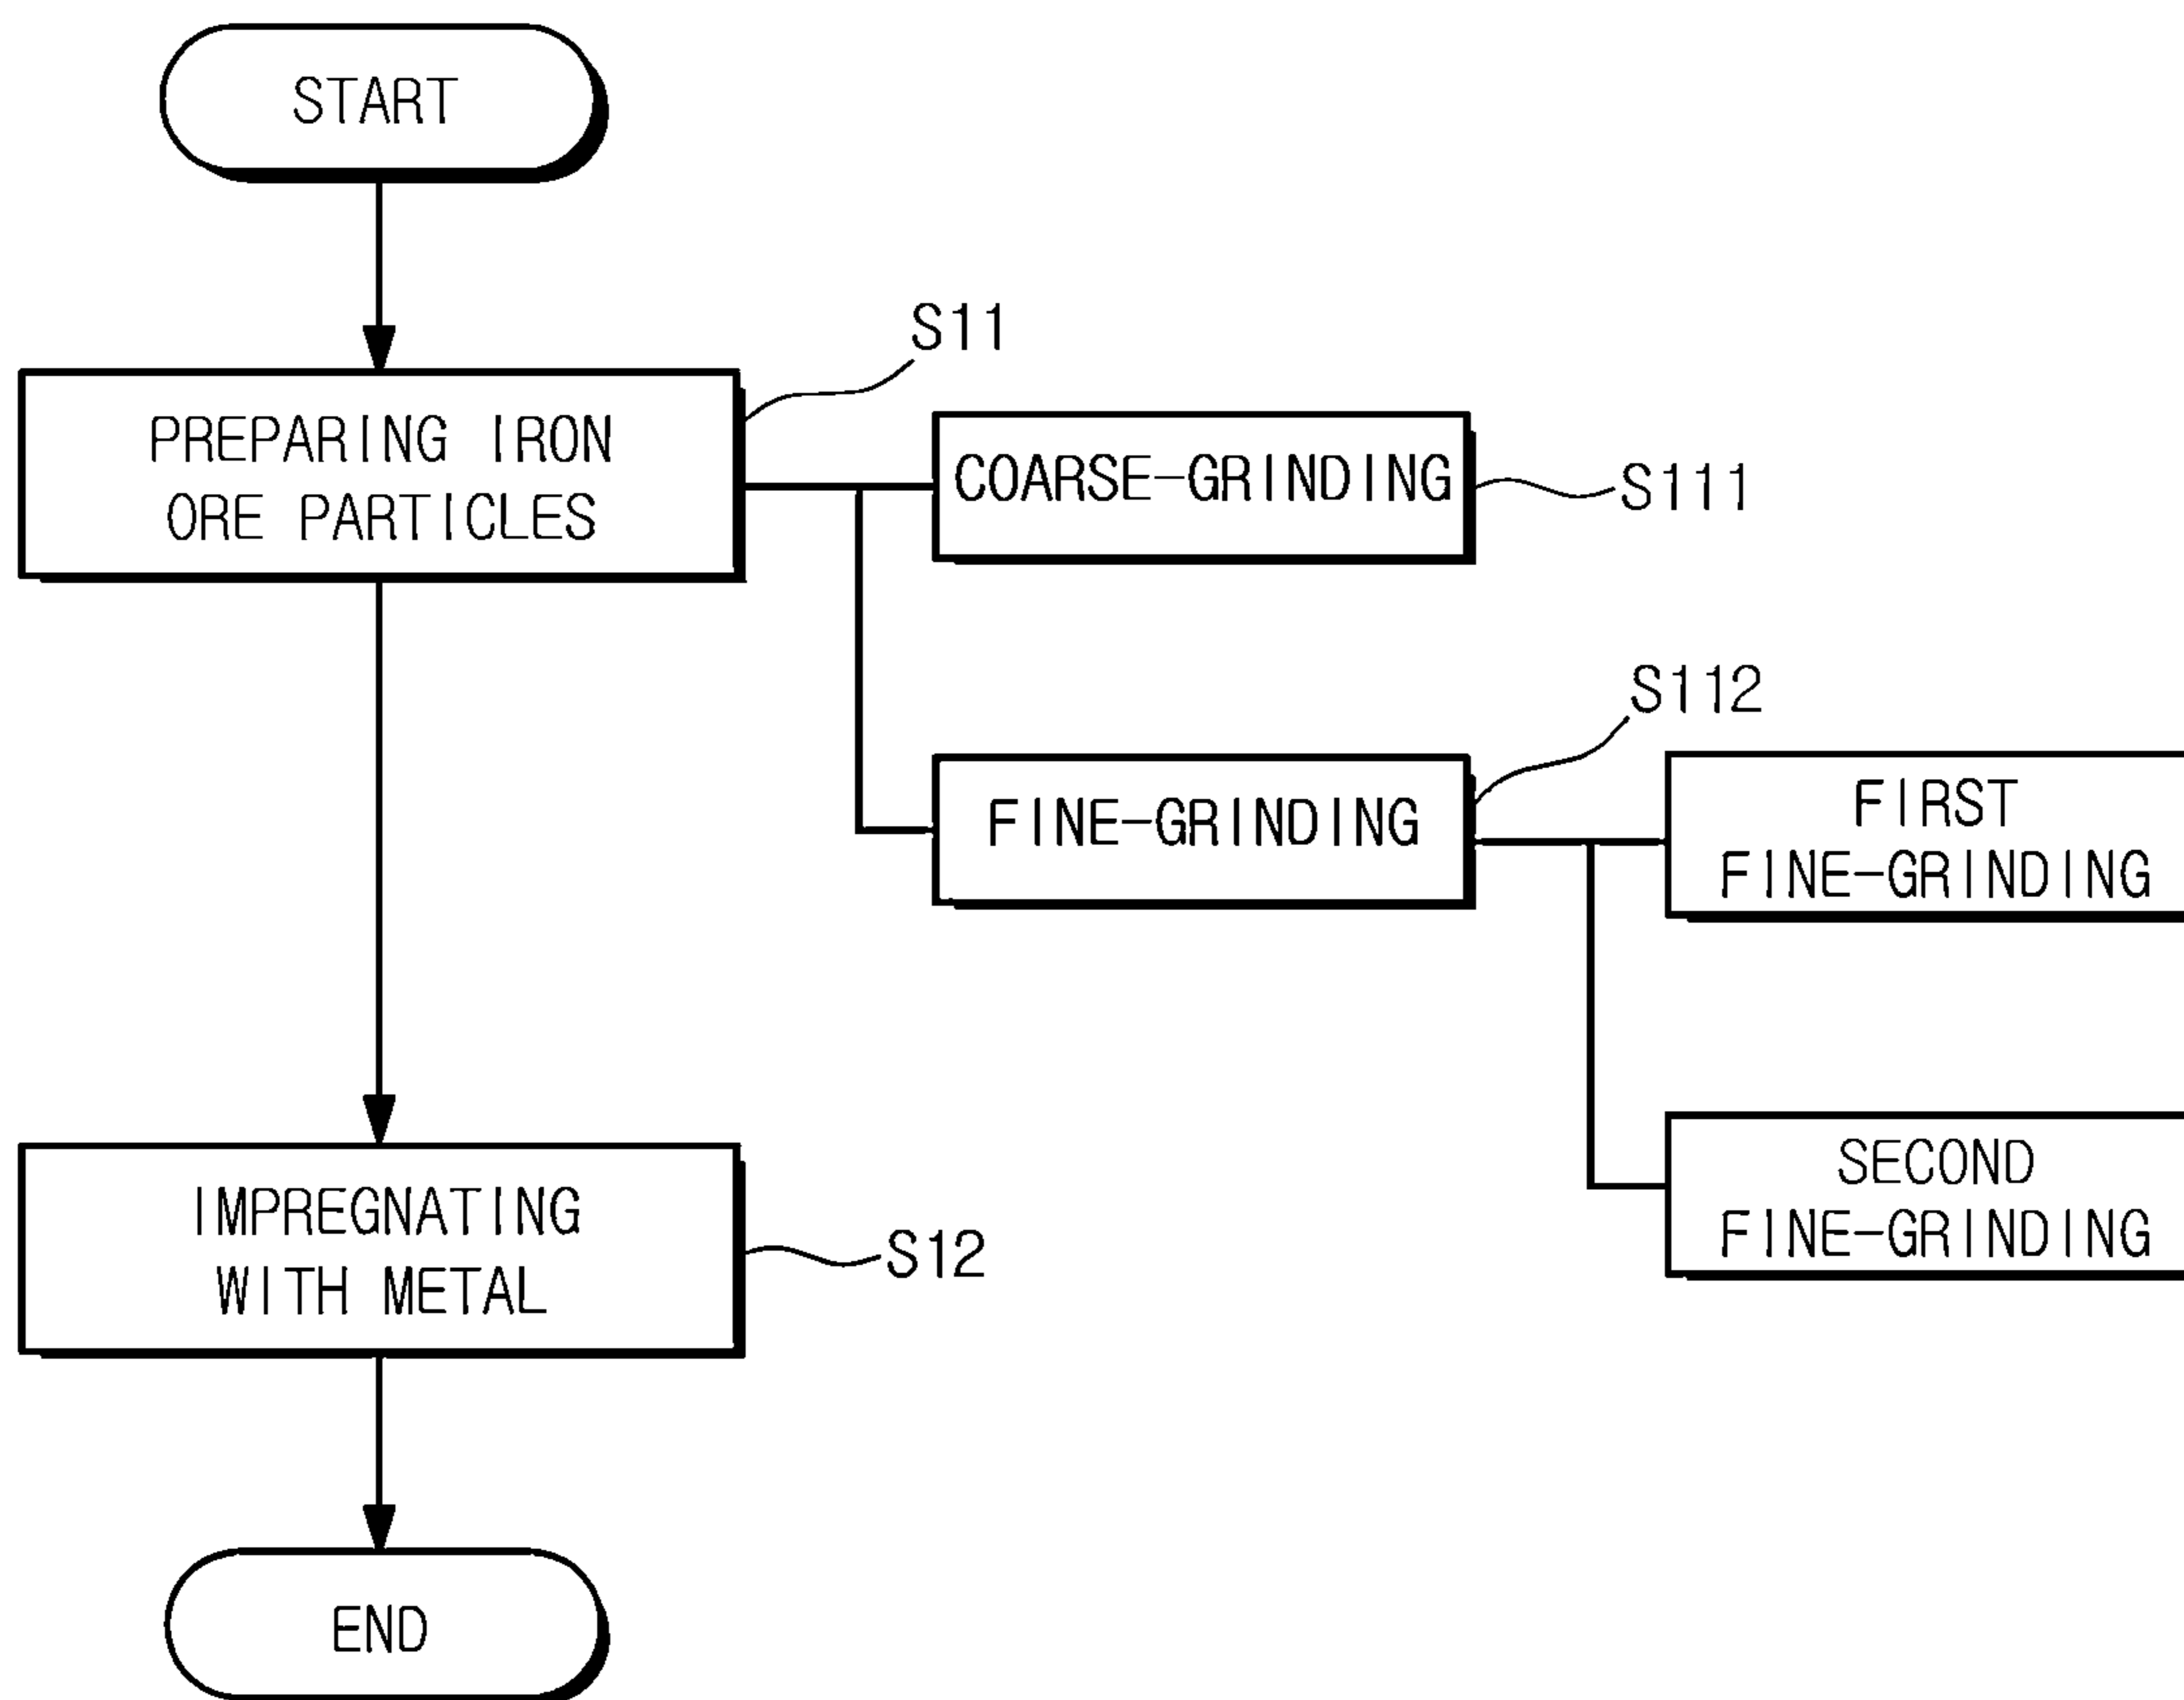 START
S11
PREPARING IRON
ORE PARTICLES
COARSE-GRINDING
S111
S112
FINE-GRINDING
FIRST
FINE-GRINDING
SECOND
FINE-GRINDING
IMPREGNATING
WITH METAL
S12
END